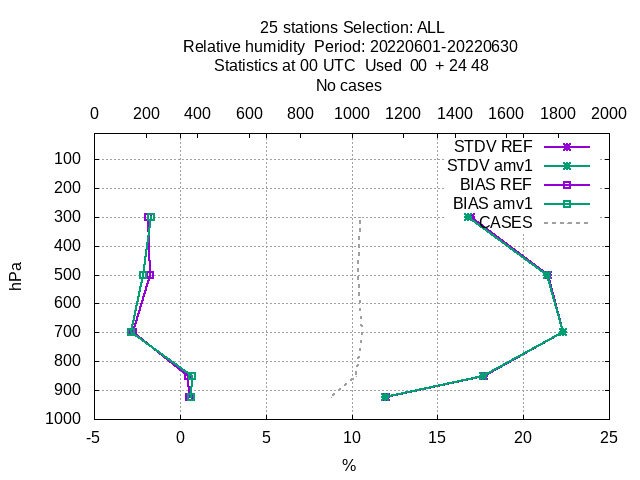 25 stations Selection: ALL
Relative humidity  Period: 20220601-20220630
Statistics at 00 UTC  Used  00  + 24 48
No cases
0 200 400 600 800 1000 1200 1400 1600 1800 2000
STDV REF
STDV amv1
BIAS REF
BIAS amv1
CASES
100
200
300
400
500
600
700
800
900
1000
hPa
-5 0 5 10 15 20 25
%